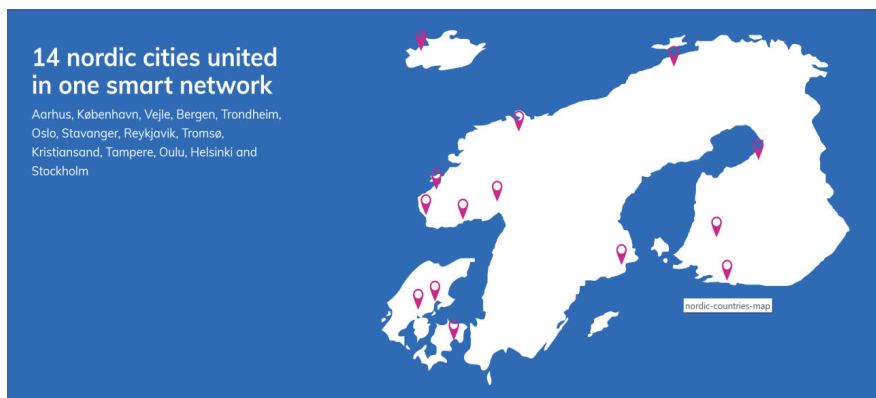 14 nordic cities united
in one smart network
Aarhus, København, Vejle, Bergen, Trondheim,
Oslo, Stavanger, Reykjavik, Tromsø,
Kristiansand, Tampere, Oulu, Helsinki and
Stockholm
nordic-countries-map